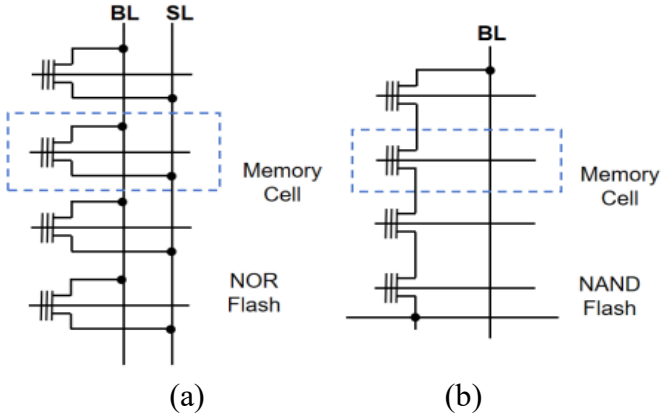 BL SL
Memory
Cell
NOR
Flash
(a)
BL
Memory
Cell
NAND
Flash
(b)